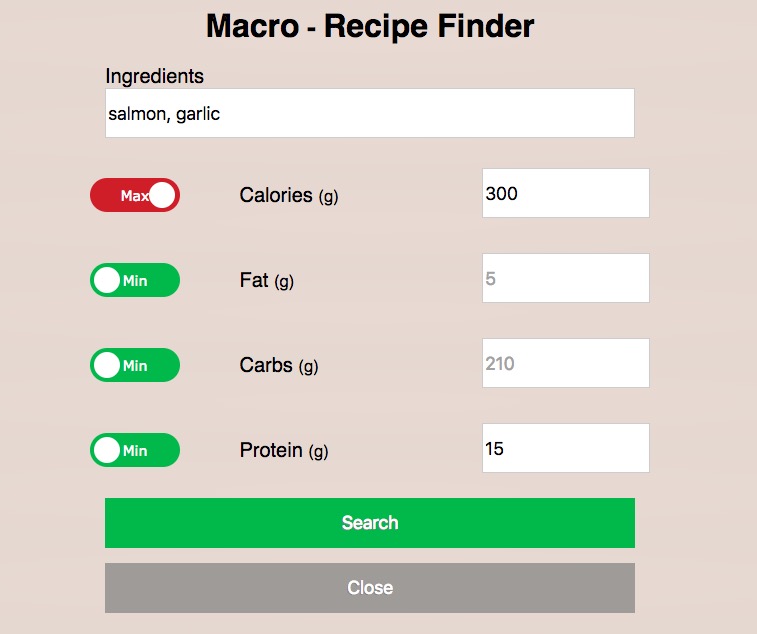 Macro - Recipe Finder
Ingredients
salmon, garlic
Max Calories (g) 300
Min Fat (g) 5
Min Carbs (g) 210
Min Protein (g) 15
Search
Close